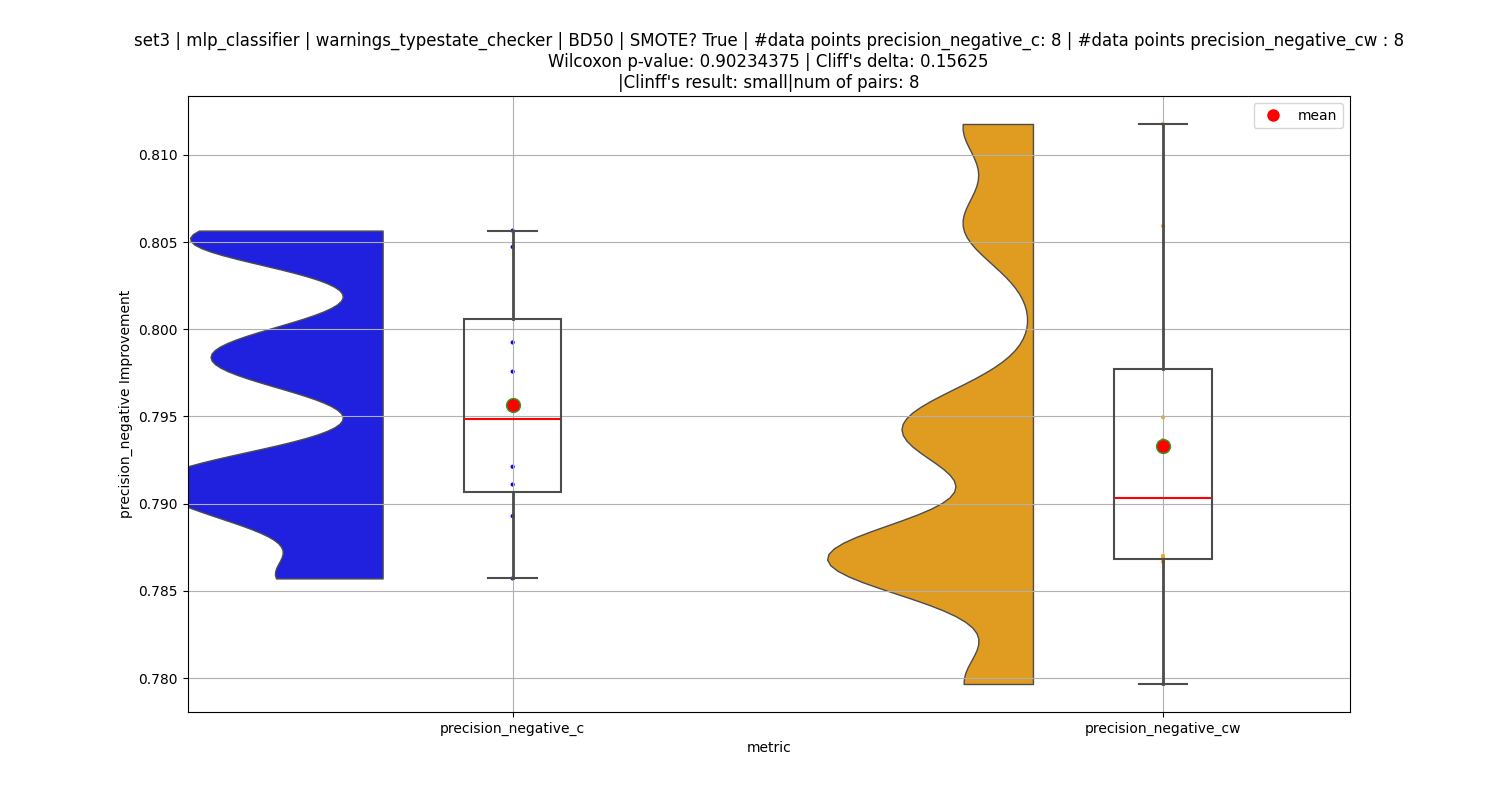 set3 | mlp_classifier | warnings_typestate_checker | BD50 | SMOTE? True | #data points precision_negative_c: 8 | #data points precision_negative_cw : 8
Wilcoxon p-value: 0.90234375 | Cliff's delta: 0.15625
|Clinff's result: small|num of pairs: 8
mean
0.810
0.805
0.800
0.795
0.790
0.785
0.780
precision_negative Improvement
precision_negative_c
precision_negative_cw
metric